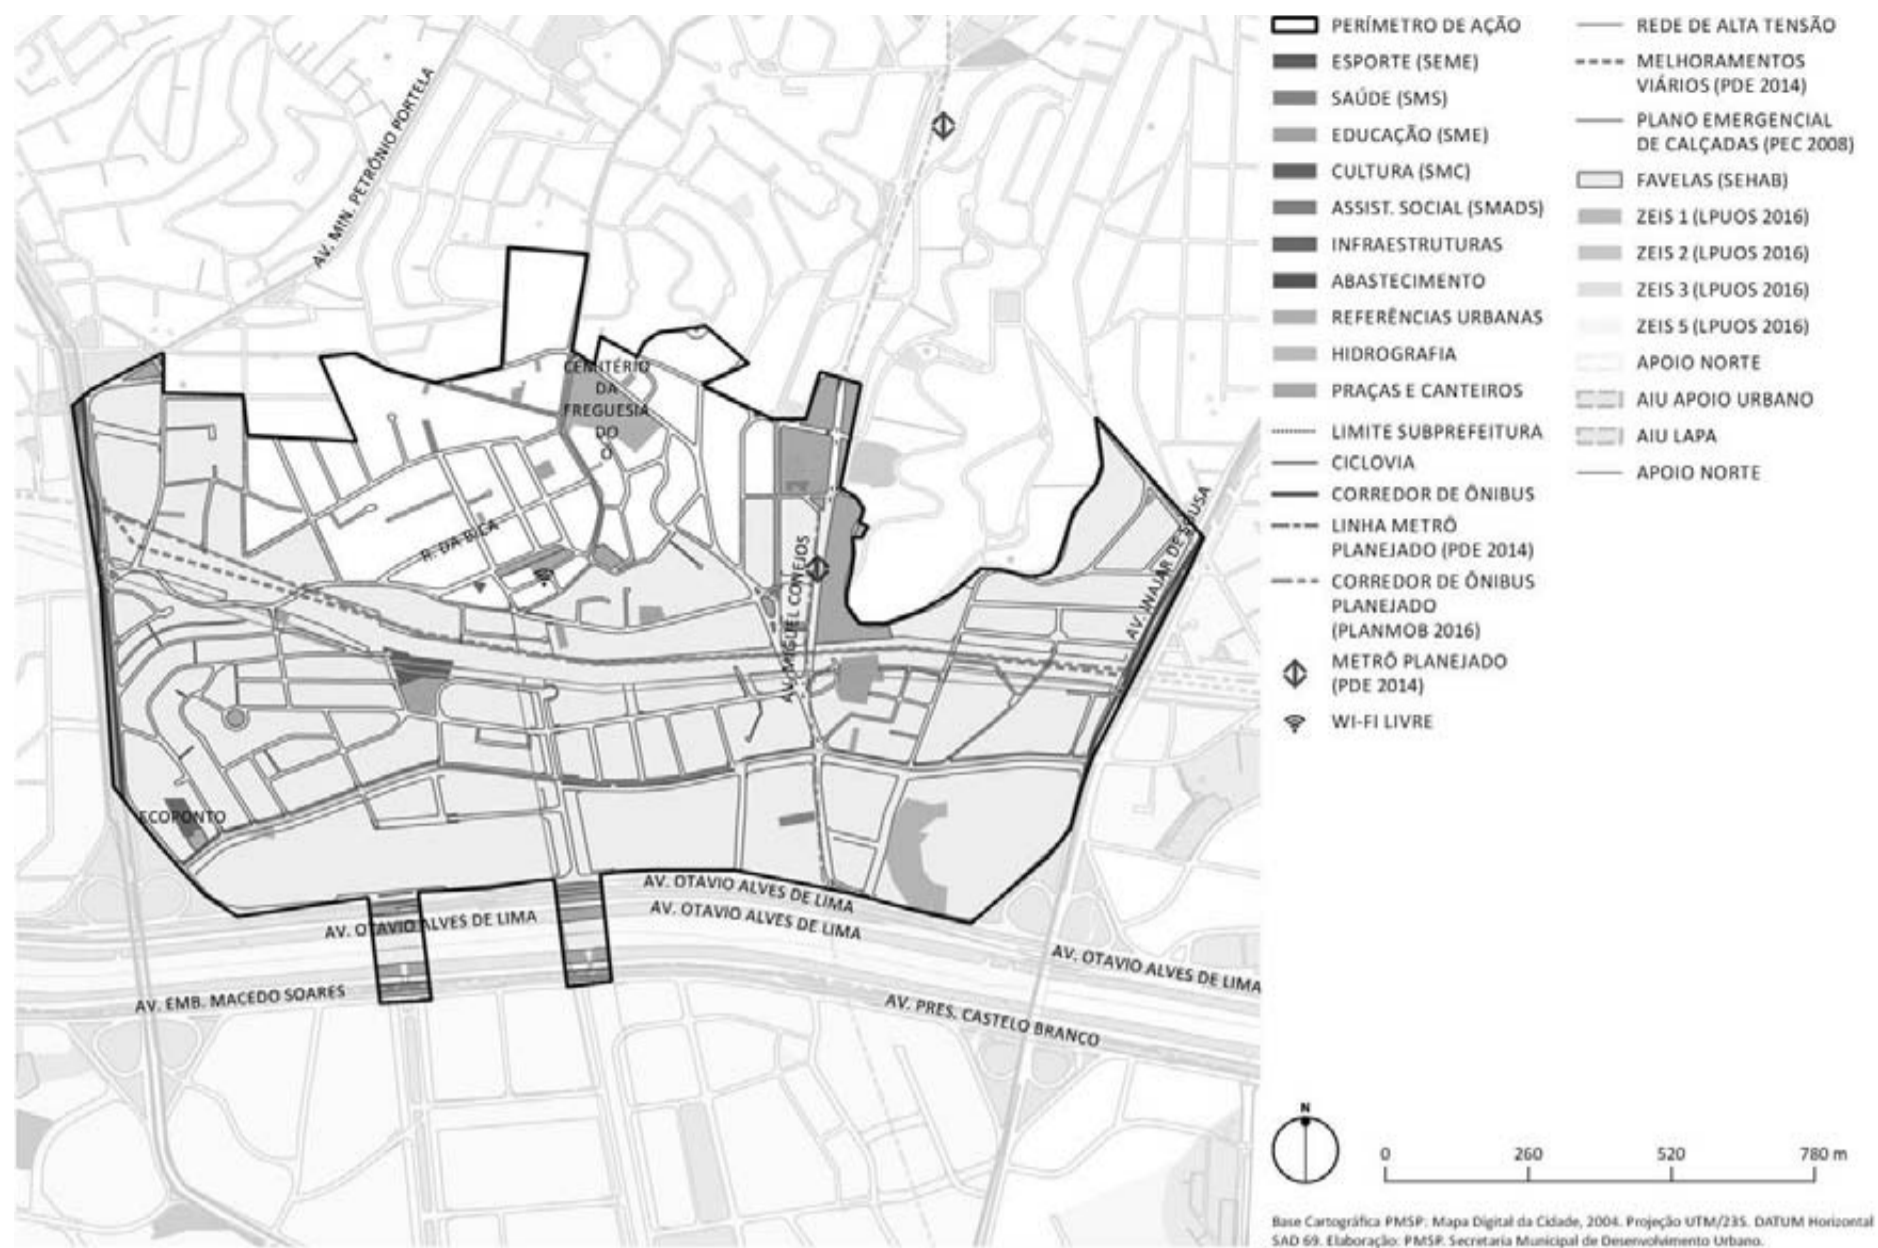 AV. MIN. PETRÔNIO PORTELA
CEMITÉRIO
DA
FREGUESIA
DO
Ó
R. DA BICA
AV. MIGUEL CONEJOS
AV. INAJAR DE SOUSA
ECOPONTO
AV. OTAVIO ALVES DE LIMA
AV. OTAVIO ALVES DE LIMA
AV. OTAVIO ALVES DE LIMA
AV. OTAVIO ALVES DE LIMA
AV. EMB. MACEDO SOARES
AV. PRES. CASTELO BRANCO
PERÍMETRO DE AÇÃO
ESPORTE (SEME)
SAÚDE (SMS)
EDUCAÇÃO (SME)
CULTURA (SMC)
ASSIST. SOCIAL (SMADS)
INFRAESTRUTURAS
ABASTECIMENTO
REFERÊNCIAS URBANAS
HIDROGRAFIA
PRAÇAS E CANTEIROS
LIMITE SUBPREFEITURA
CICLOVIA
CORREDOR DE ÔNIBUS
LINHA METRÔ
PLANEJADO (PDE 2014)
CORREDOR DE ÔNIBUS
PLANEJADO
(PLANMOB 2016)
METRÔ PLANEJADO
(PDE 2014)
WI-FI LIVRE
REDE DE ALTA TENSÃO
MELHORAMENTOS
VIÁRIOS (PDE 2014)
PLANO EMERGENCIAL
DE CALÇADAS (PEC 2008)
FAVELAS (SEHAB)
ZEIS 1 (LPUOS 2016)
ZEIS 2 (LPUOS 2016)
ZEIS 3 (LPUOS 2016)
ZEIS 5 (LPUOS 2016)
APOIO NORTE
AIU APOIO URBANO
AIU LAPA
APOIO NORTE
N
0 260 520 780 m
Base Cartográfica PMSP: Mapa Digital da Cidade, 2004. Projeção UTM/23S. DATUM Horizontal
SAD 69. Elaboração: PMSP. Secretaria Municipal de Desenvolvimento Urbano.